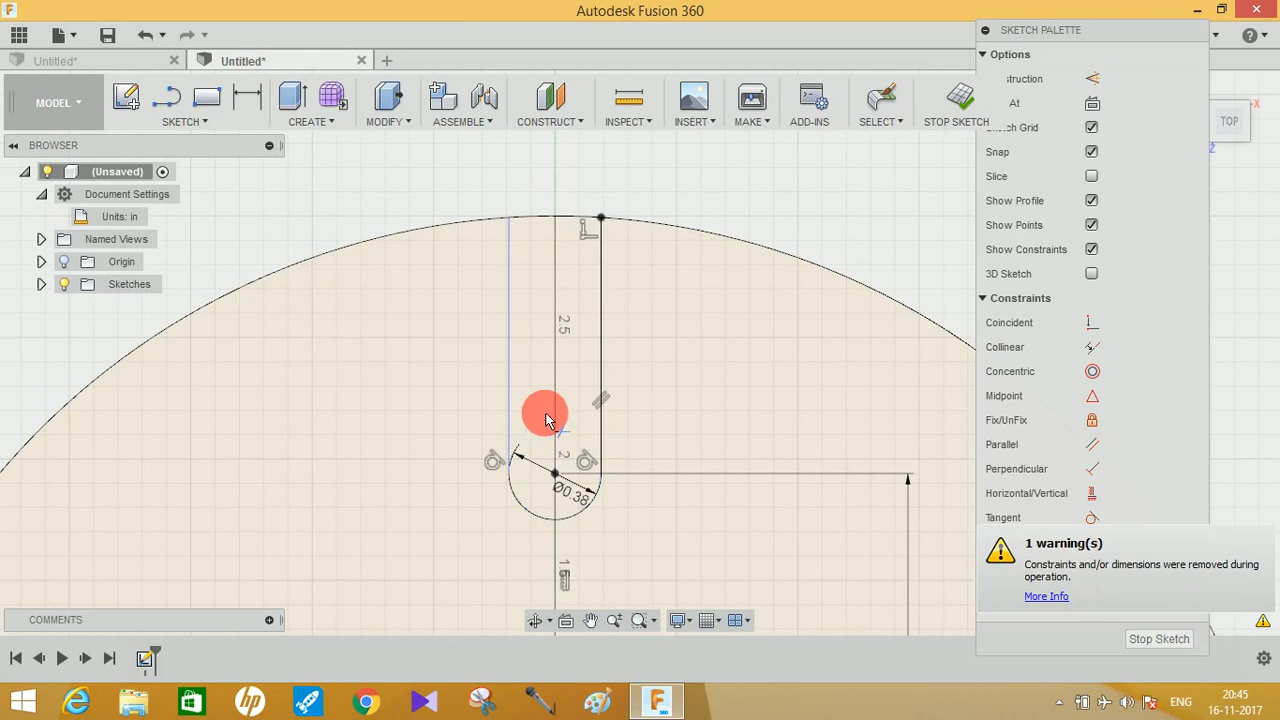 Autodesk Fusion 360
SKETCH PALETTE
Untitled*
Untitled*
Options
struction
At
Sketch Grid
Snap
Slice
Show Profile
Show Points
Show Constraints
3D Sketch
Constraints
Coincident
Collinear
Concentric
Midpoint
Fix/UnFix
Parallel
Perpendicular
Horizontal/Vertical
Tangent
MODEL
SKETCH
CREATE
MODIFY
ASSEMBLE
CONSTRUCT
INSPECT
INSERT
MAKE
ADD-INS
SELECT
STOP SKETCH
TOP
X
Z
BROWSER
(Unsaved)
Document Settings
Units: in
Named Views
Origin
Sketches
2.5
2
Ø0.38
1.5
1 warning(s)
Constraints and/or dimensions were removed during
operation.
More Info
Stop Sketch
COMMENTS
ENG
20:45
16-11-2017